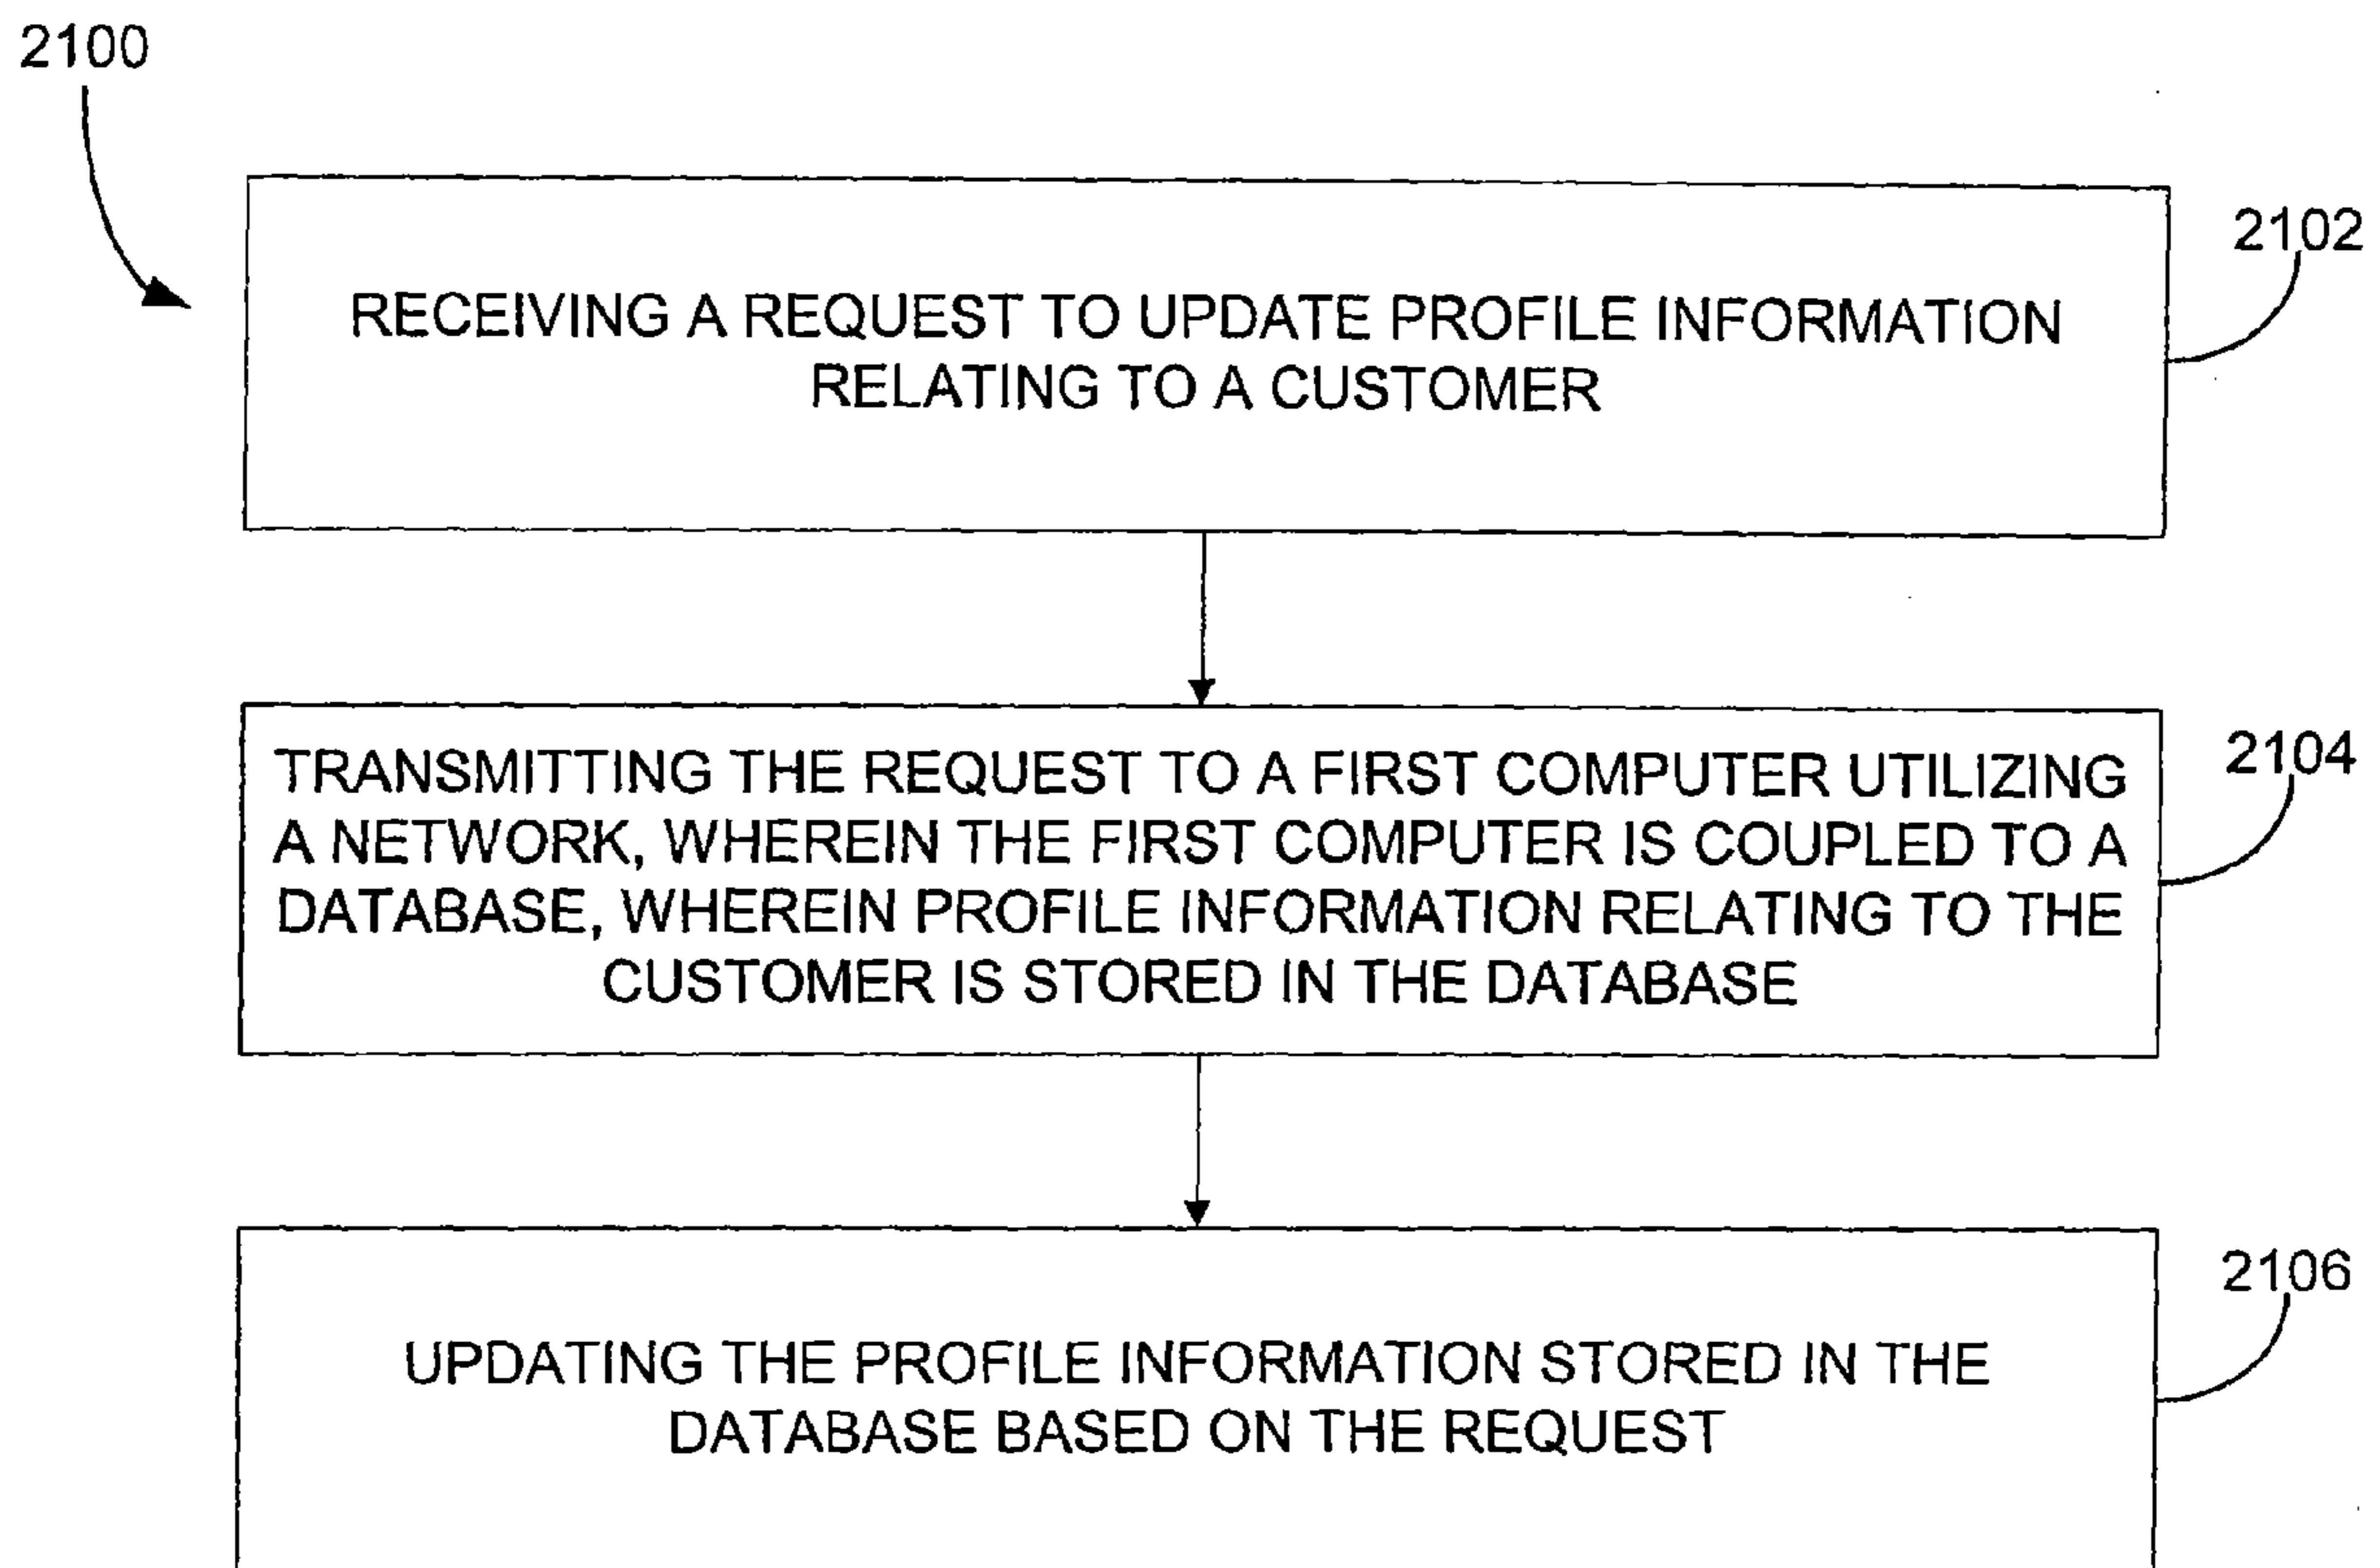 2100
2102
RECEIVING A REQUEST TO UPDATE PROFILE INFORMATION
RELATING TO A CUSTOMER
2104
TRANSMITTING THE REQUEST TO A FIRST COMPUTER UTILIZING
A NETWORK, WHEREIN THE FIRST COMPUTER IS COUPLED TO A
DATABASE, WHEREIN PROFILE INFORMATION RELATING TO THE
CUSTOMER IS STORED IN THE DATABASE
2106
UPDATING THE PROFILE INFORMATION STORED IN THE
DATABASE BASED ON THE REQUEST